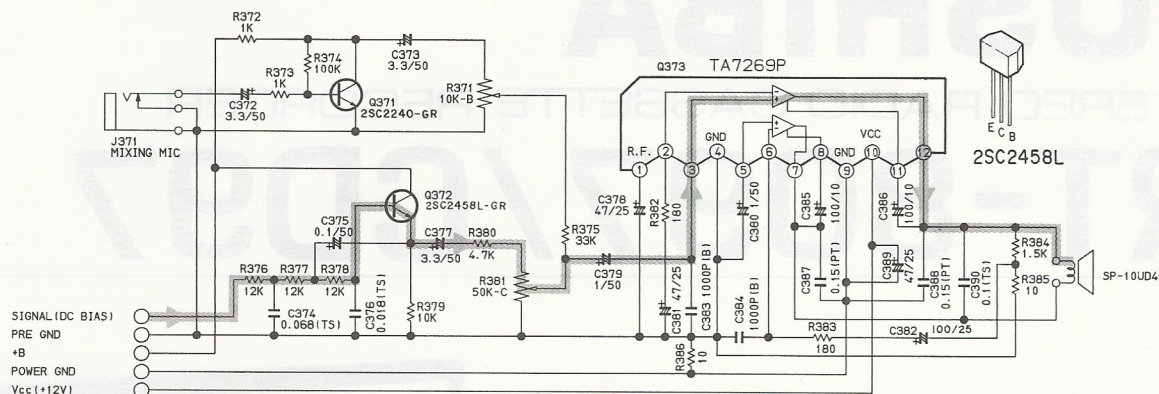 R372
1K
R373
1K
R374
100K
C372
3.3/50
Q371
2SC2240-GR
C373
3.3/50
R371
10K-B
J371
MIXING MIC
Q373
TA7269P
R.F.
GND
GND
VCC
1
2
3
4
5
6
7
8
9
10
11
12
E C B
2SC2458L
Q372
2SC2458L-GR
C375
0.1/50
C377
3.3/50
R380
4.7K
R375
33K
C379
1/50
R381
50K-C
R376
12K
R377
12K
R378
12K
C374
0.068(TS)
C376
0.018(TS)
R379
10K
C378
47/25
R382
180
C380 1/50
C385
100/10
C386
100/10
C381 47/25
C383 1000P(B)
C384
1000P(B)
C387
0.15(PT)
C389
47/25
C388
0.15(PT)
C390
0.1(TS)
R384
1.5K
R385
10
SP-10UD4
R383
180
C382
100/25
R386
10
SIGNAL(DC BIAS)
PRE GND
+B
POWER GND
Vcc(+12V)